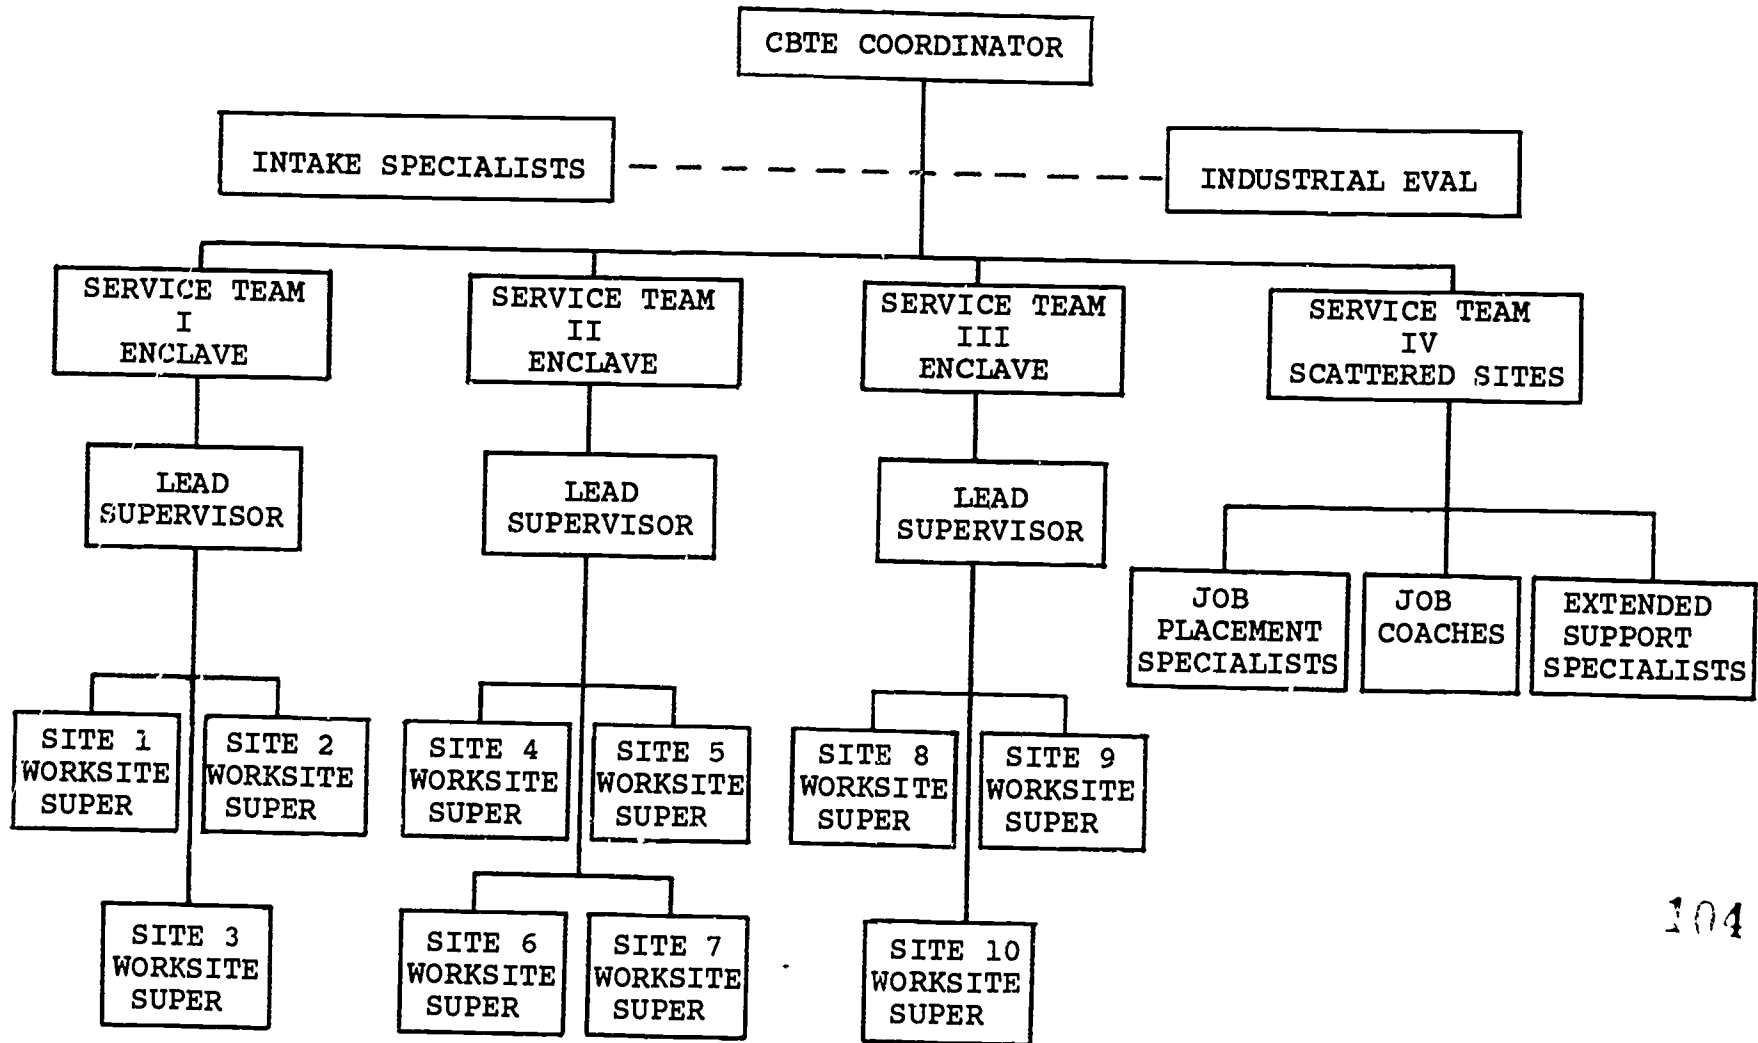 CBTE COORDINATOR
INTAKE SPECIALISTS
INDUSTRIAL EVAL
SERVICE TEAM
I
ENCLAVE
SERVICE TEAM
II
ENCLAVE
SERVICE TEAM
III
ENCLAVE
SERVICE TEAM
IV
SCATTERED SITES
LEAD
SUPERVISOR
LEAD
SUPERVISOR
LEAD
SUPERVISOR
JOB
PLACEMENT
SPECIALISTS
JOB
COACHES
EXTENDED
SUPPORT
SPECIALISTS
SITE 1
WORKSITE
SUPER
SITE 2
WORKSITE
SUPER
SITE 4
WORKSITE
SUPER
SITE 5
WORKSITE
SUPER
SITE 8
WORKSITE
SUPER
SITE 9
WORKSITE
SUPER
SITE 3
WORKSITE
SUPER
SITE 6
WORKSITE
SUPER
SITE 7
WORKSITE
SUPER
SITE 10
WORKSITE
SUPER
104